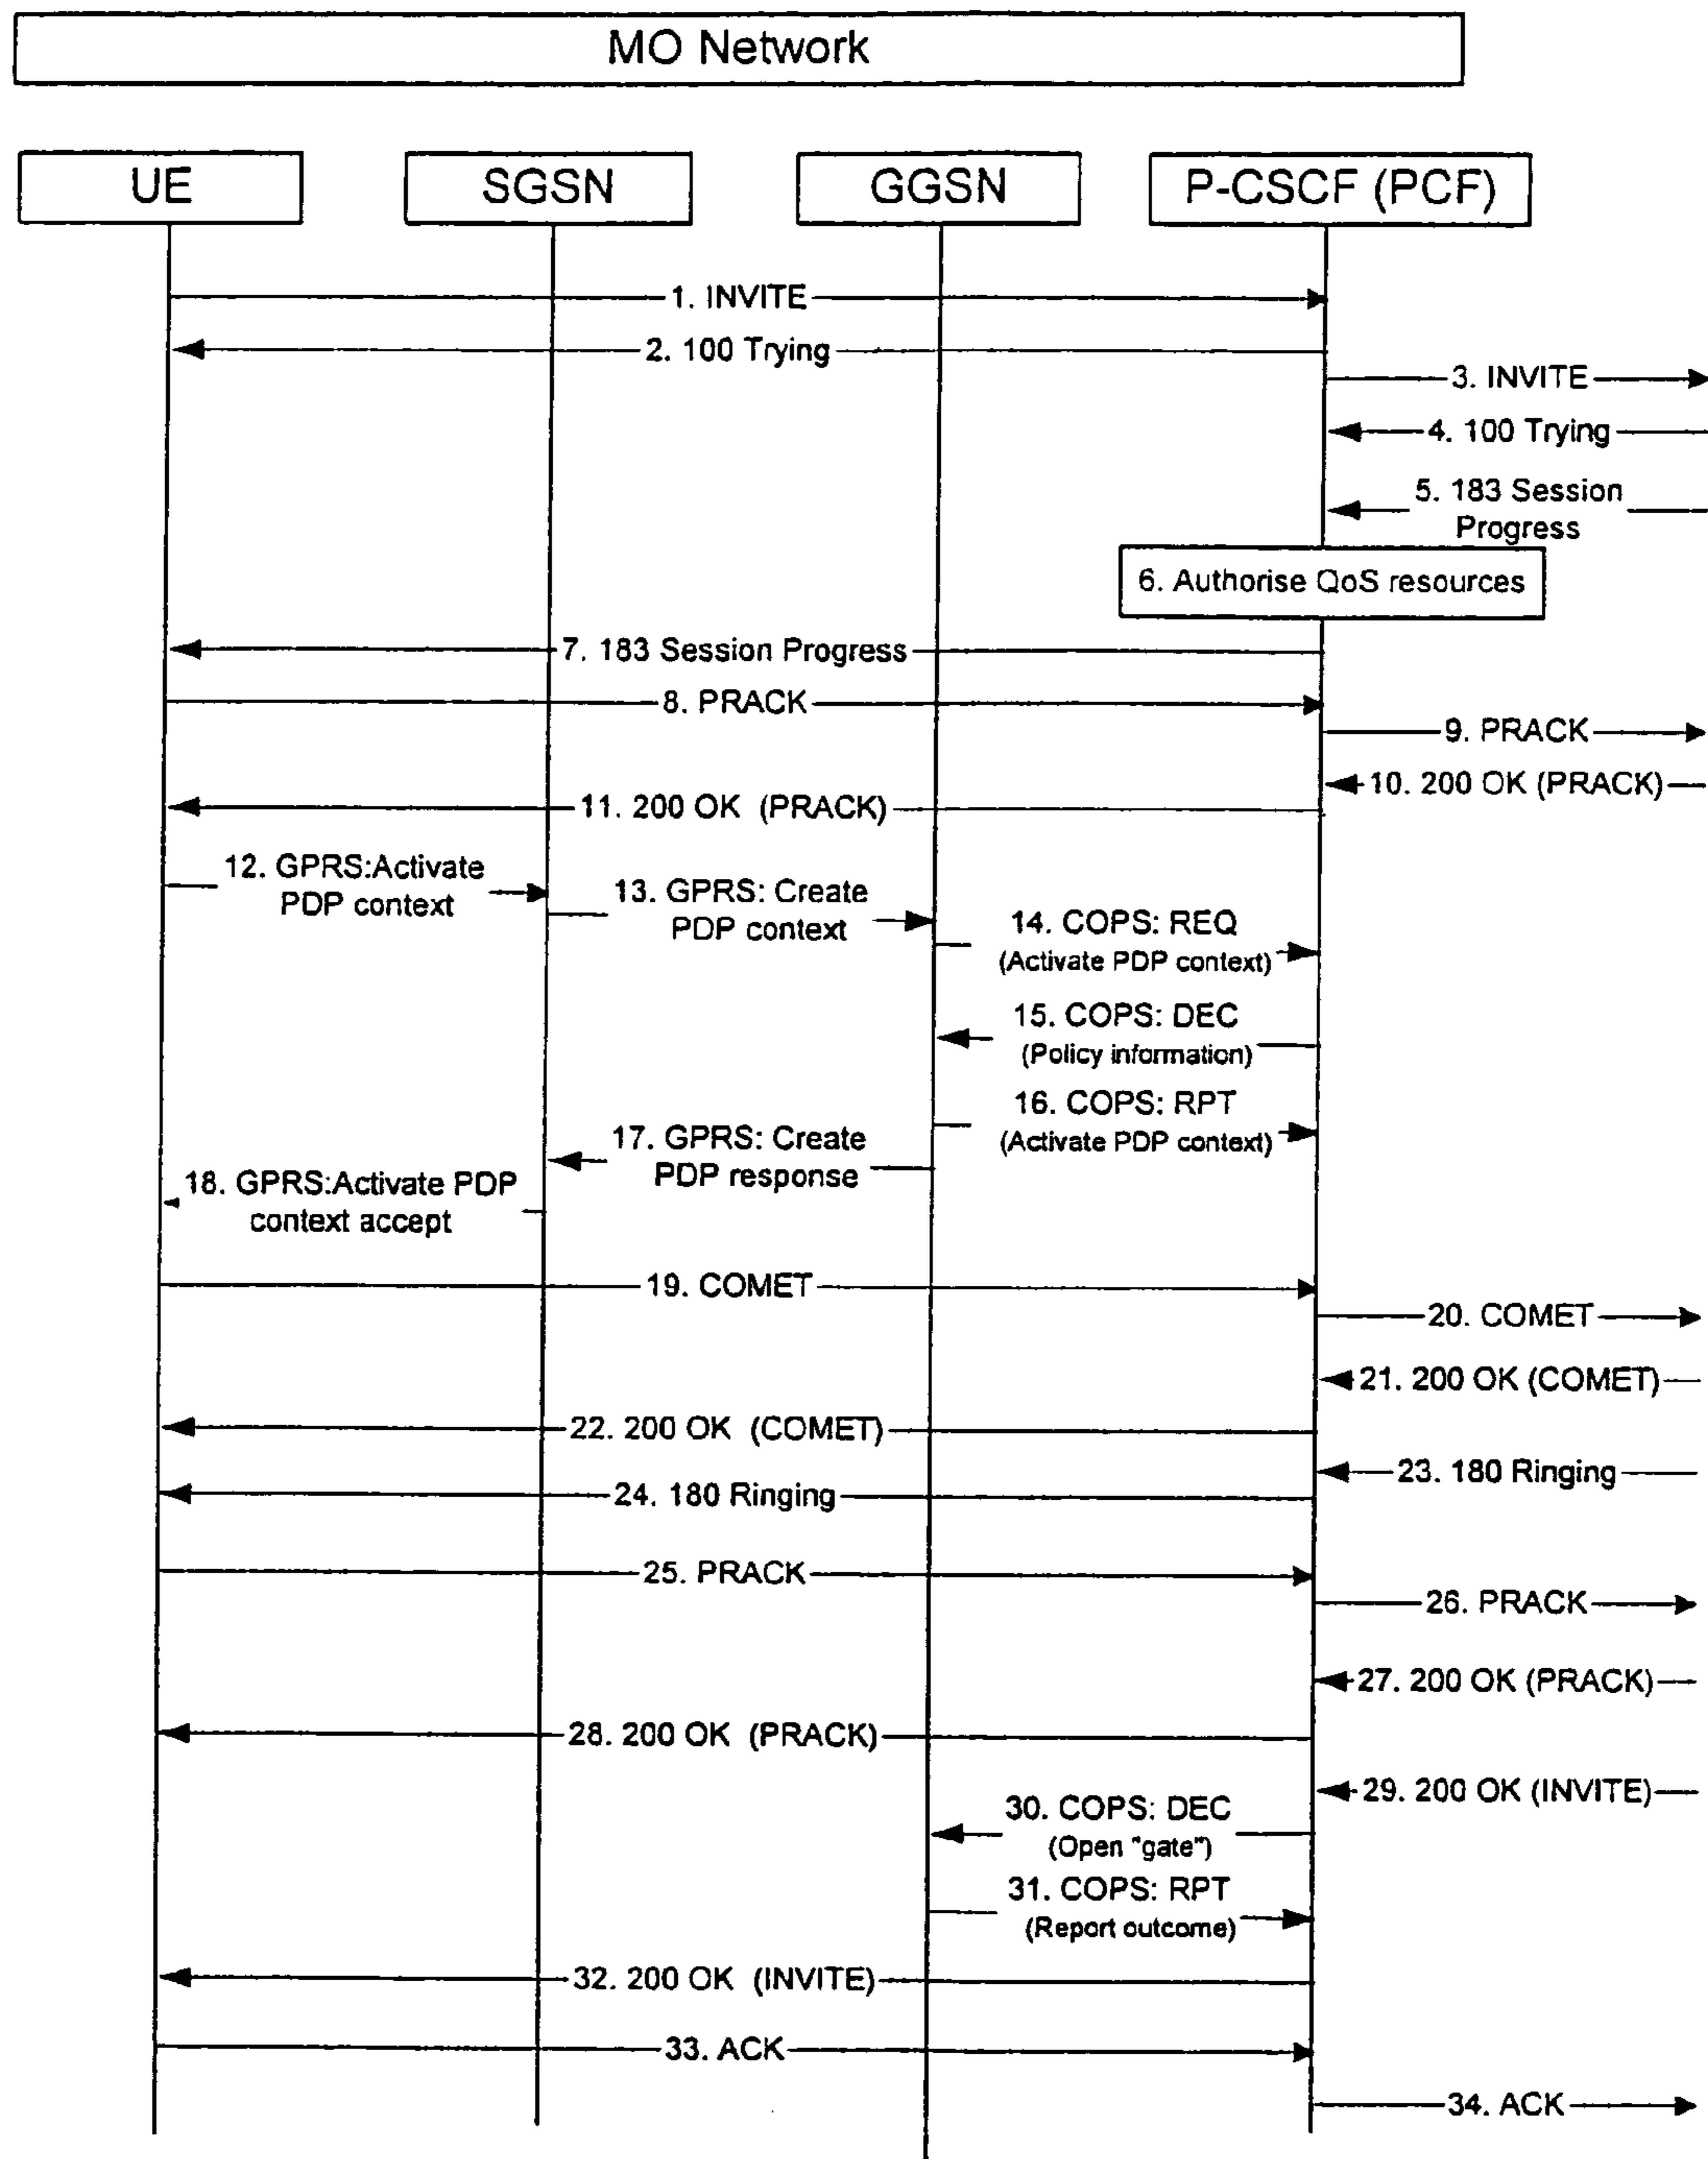 MO Network
UE
SGSN
GGSN
P-CSCF (PCF)
1. INVITE
2. 100 Trying
3. INVITE
4. 100 Trying
5. 183 Session
Progress
6. Authorise QoS resources
7. 183 Session Progress
8. PRACK
9. PRACK
10. 200 OK (PRACK)
11. 200 OK (PRACK)
12. GPRS:Activate
PDP context
13. GPRS: Create
PDP context
14. COPS: REQ
(Activate PDP context)
15. COPS: DEC
(Policy information)
16. COPS: RPT
(Activate PDP context)
17. GPRS: Create
PDP response
18. GPRS:Activate PDP
context accept
19. COMET
20. COMET
21. 200 OK (COMET)
22. 200 OK (COMET)
23. 180 Ringing
24. 180 Ringing
25. PRACK
26. PRACK
27. 200 OK (PRACK)
28. 200 OK (PRACK)
29. 200 OK (INVITE)
30. COPS: DEC
(Open "gate")
31. COPS: RPT
(Report outcome)
32. 200 OK (INVITE)
33. ACK
34. ACK